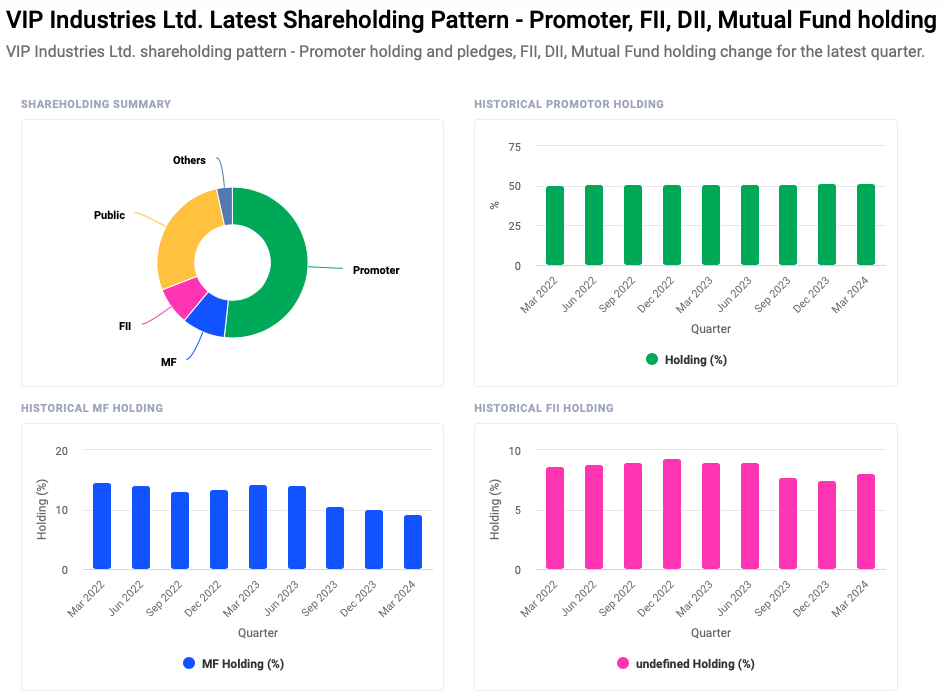 VIP Industries Ltd. Latest Shareholding Pattern - Promoter, FII, DII, Mutual Fund holding
VIP Industries Ltd. shareholding pattern - Promoter holding and pledges, FII, DII, Mutual Fund holding change for the latest quarter.
SHAREHOLDING SUMMARY
Others
Public
Promoter
FII
MF
HISTORICAL PROMOTOR HOLDING
75
50
%
25
0
Mar 2022 Jun 2022 Sep 2022 Dec 2022 Mar 2023 Jun 2023 Sep 2023 Dec 2023 Mar 2024
Quarter
Holding (%)
HISTORICAL MF HOLDING
20
Holding (%)
10
0
Mar 2022 Jun 2022 Sep 2022 Dec 2022 Mar 2023 Jun 2023 Sep 2023 Dec 2023 Mar 2024
Quarter
MF Holding (%)
HISTORICAL FII HOLDING
10
Holding (%)
5
0
Mar 2022 Jun 2022 Sep 2022 Dec 2022 Mar 2023 Jun 2023 Sep 2023 Dec 2023 Mar 2024
Quarter
undefined Holding (%)